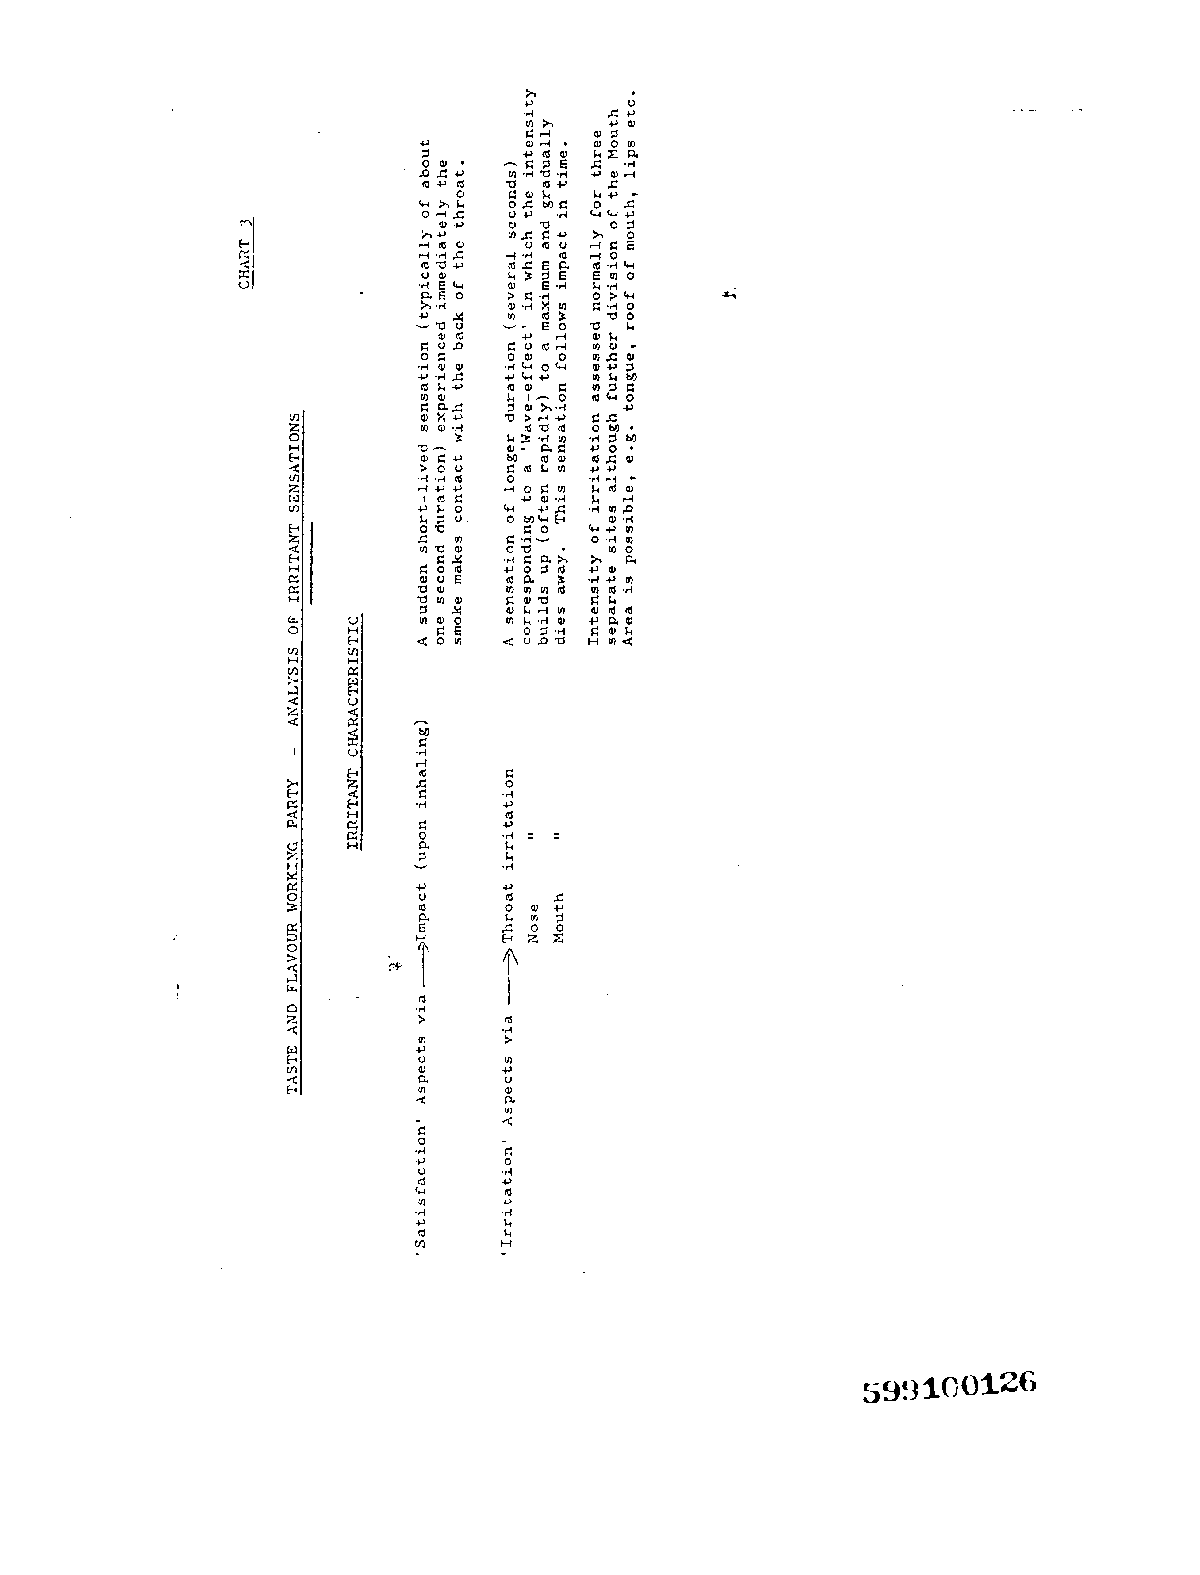 CHART 3
TASTE AND FLAVOUR WORKING PARTY - ANALYSIS OF IRRITANT SENSATIONS
IRRITANT CHARACTERISTIC
'Satisfaction' Aspects via → Impact (upon inhaling) A sudden short-lived sensation (typically of about
one second duration) experienced immediately the
smoke makes contact with the back of the throat.
'Irritation' Aspects via → Throat irritation A sensation of longer duration (several seconds)
Nose " corresponding to a 'Wave-effect' in which the intensity
builds up (often rapidly) to a maximum and gradually
Mouth " dies away. This sensation follows impact in time.
Intensity of irritation assessed normally for three
separate sites although further division of the Mouth
Area is possible, e.g. tongue, roof of mouth, lips etc.
599100126